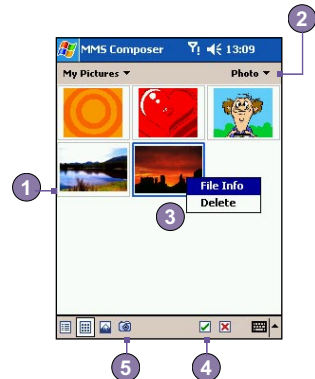 2
MMS Composer 13:09
My Pictures Photo
1
3
File Info
Delete
5 4